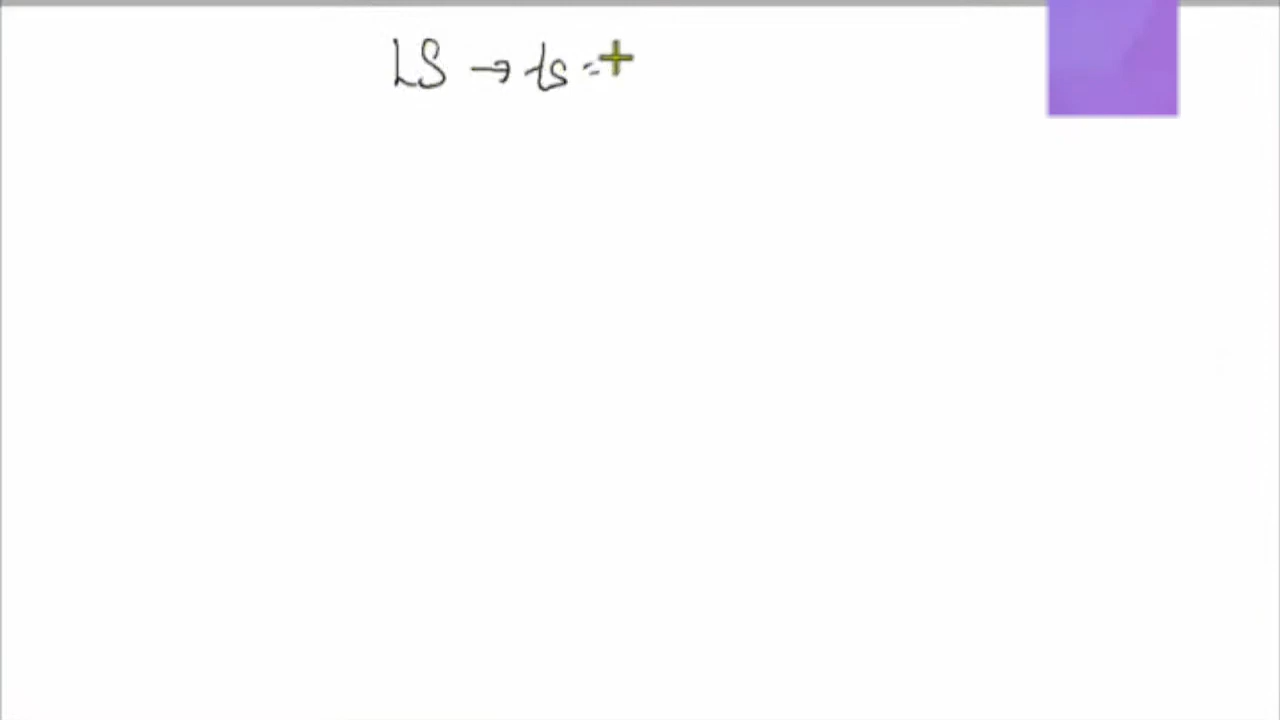 LS → ts =